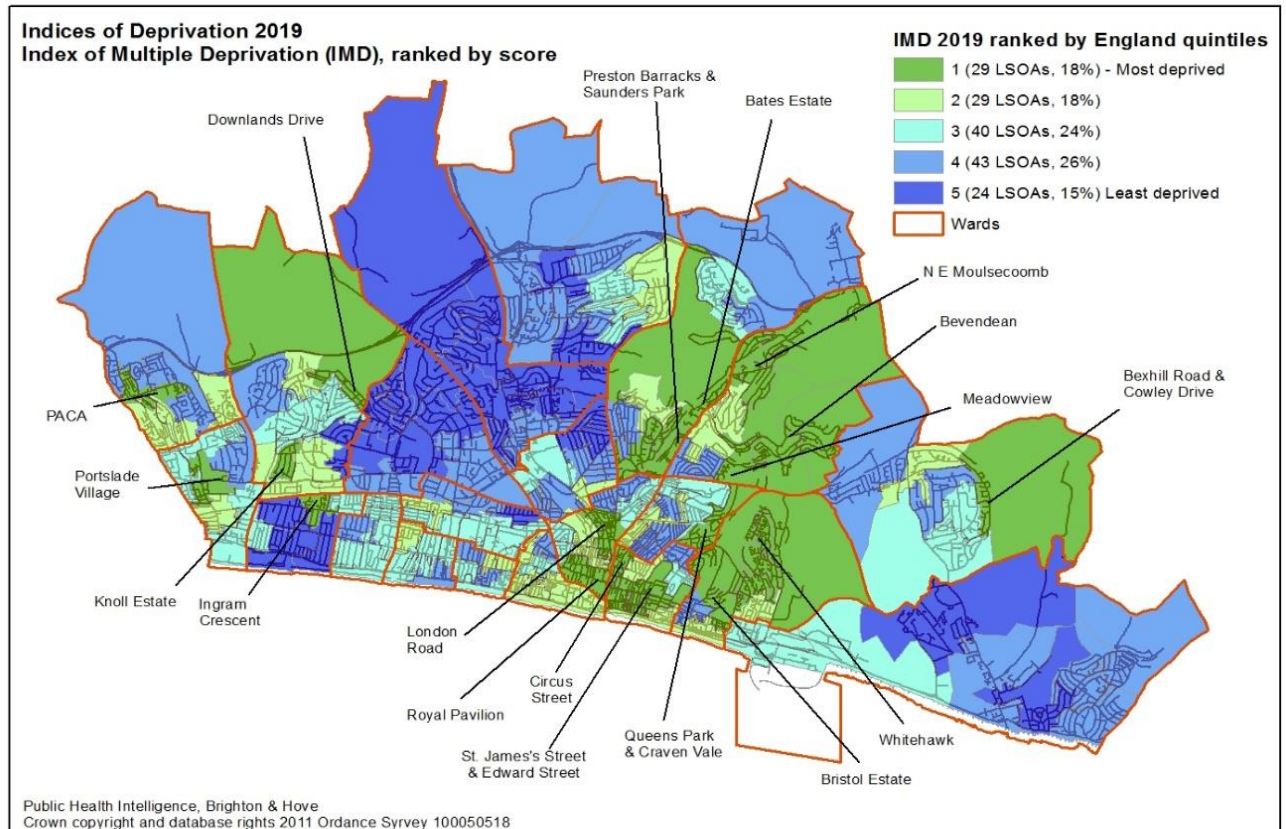 Indices of Deprivation 2019
Index of Multiple Deprivation (IMD), ranked by score
IMD 2019 ranked by England quintiles
1 (29 LSOAs, 18%) - Most deprived
2 (29 LSOAs, 18%)
3 (40 LSOAs, 24%)
4 (43 LSOAs, 26%)
5 (24 LSOAs, 15%) Least deprived
Wards
Preston Barracks &
Saunders Park
Bates Estate
Downlands Drive
N E Moulsecoomb
Bevendean
Bexhill Road &
Cowley Drive
Meadowview
PACA
Portslade
Village
Knoll Estate
Ingram
Crescent
London
Road
Circus
Street
Royal Pavilion
St. James's Street
& Edward Street
Queens Park
& Craven Vale
Whitehawk
Bristol Estate
Public Health Intelligence, Brighton & Hove
Crown copyright and database rights 2011 Ordance Syrvey 100050518